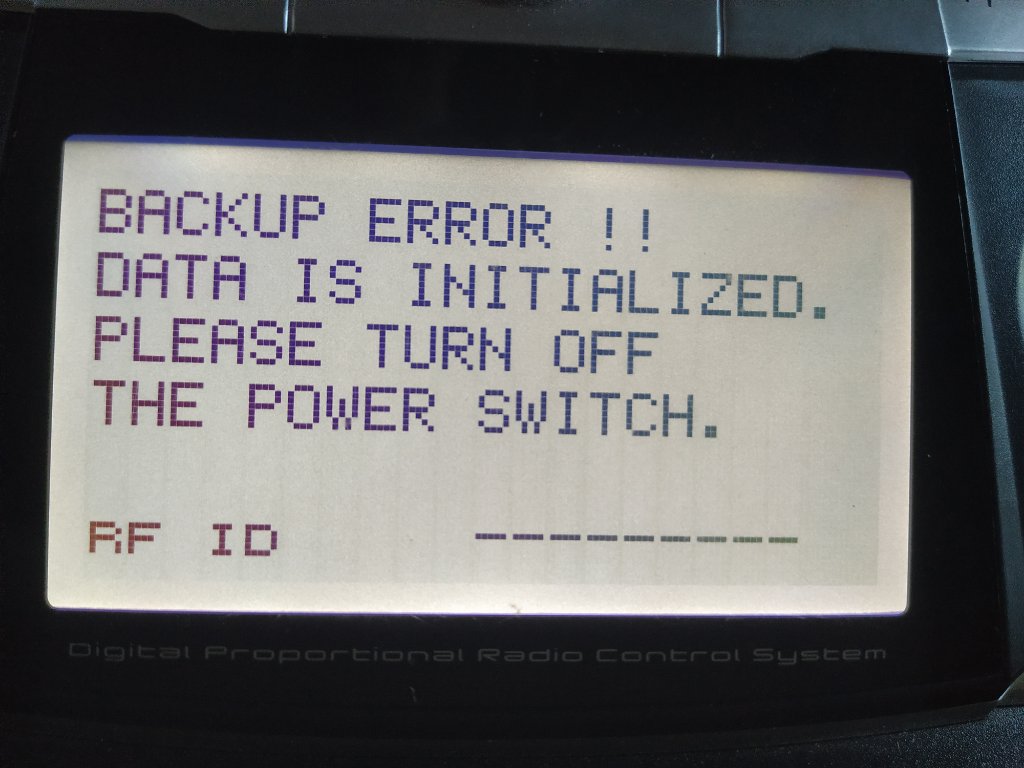 BACKUP ERROR !!
DATA IS INITIALIZED.
PLEASE TURN OFF
THE POWER SWITCH.
RF ID ---------
Digital Proportional Radio Control System